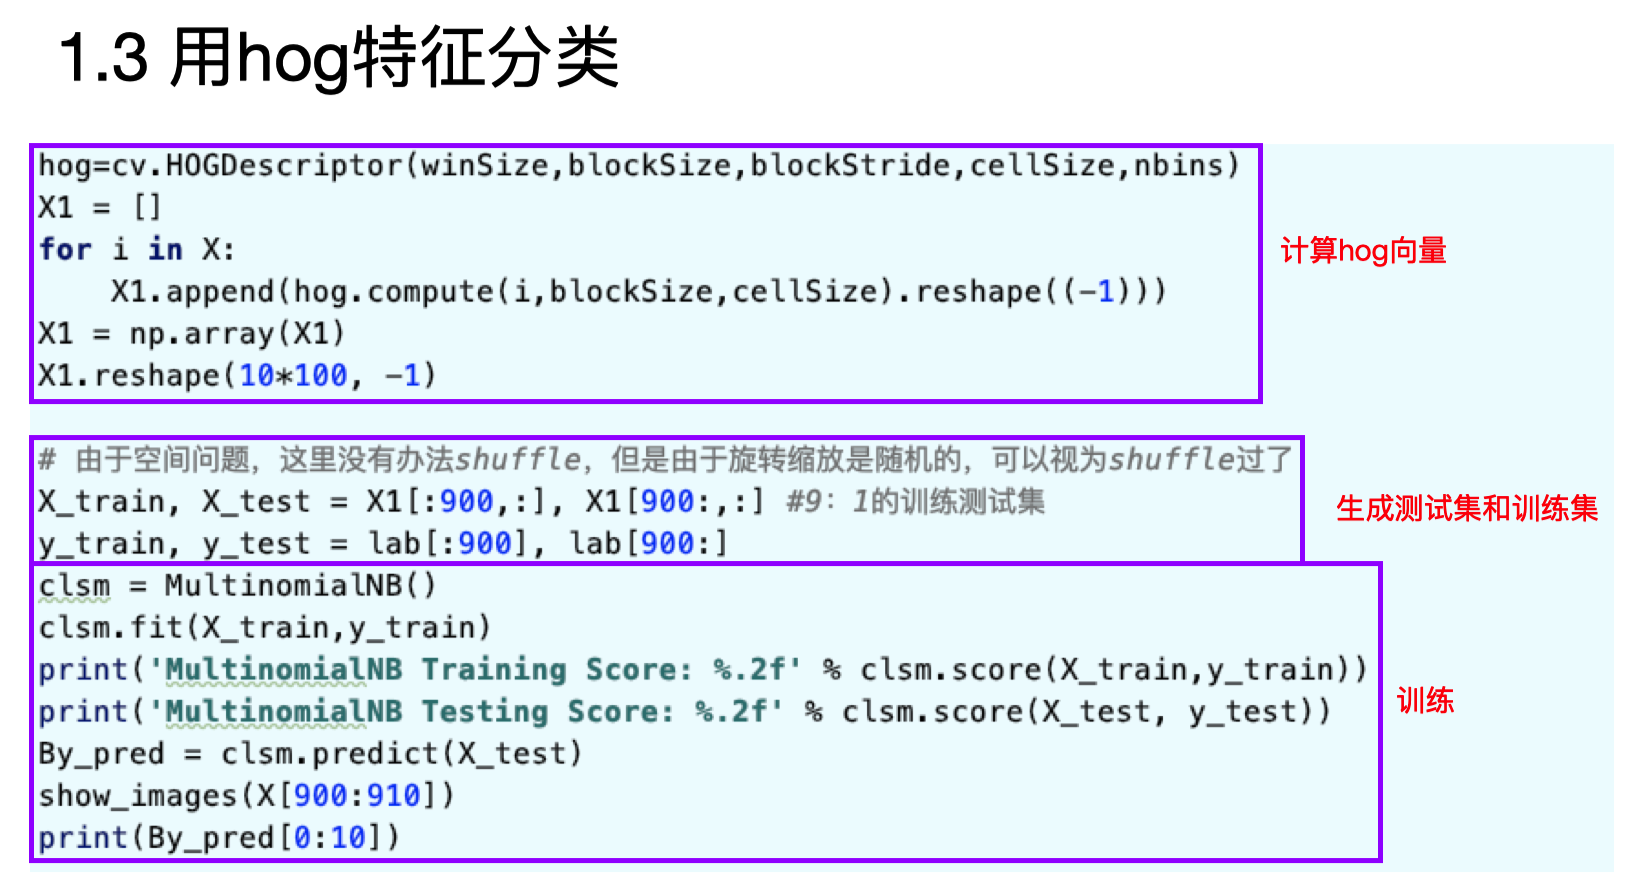 1.3 用hog特征分类
hog=cv.HOGDescriptor(winSize,blockSize,blockStride,cellSize,nbins)
X1 = []
for i in X:
    X1.append(hog.compute(i,blockSize,cellSize).reshape((-1)))
X1 = np.array(X1)
X1.reshape(10*100, -1)
计算hog向量
# 由于空间问题，这里没有办法shuffle，但是由于旋转缩放是随机的，可以视为shuffle过了
X_train, X_test = X1[:900,:], X1[900:,:] #9：1的训练测试集
y_train, y_test = lab[:900], lab[900:]
生成测试集和训练集
clsm = MultinomialNB()
clsm.fit(X_train,y_train)
print('MultinomialNB Training Score: %.2f' % clsm.score(X_train,y_train))
print('MultinomialNB Testing Score: %.2f' % clsm.score(X_test, y_test))
By_pred = clsm.predict(X_test)
show_images(X[900:910])
print(By_pred[0:10])
训练